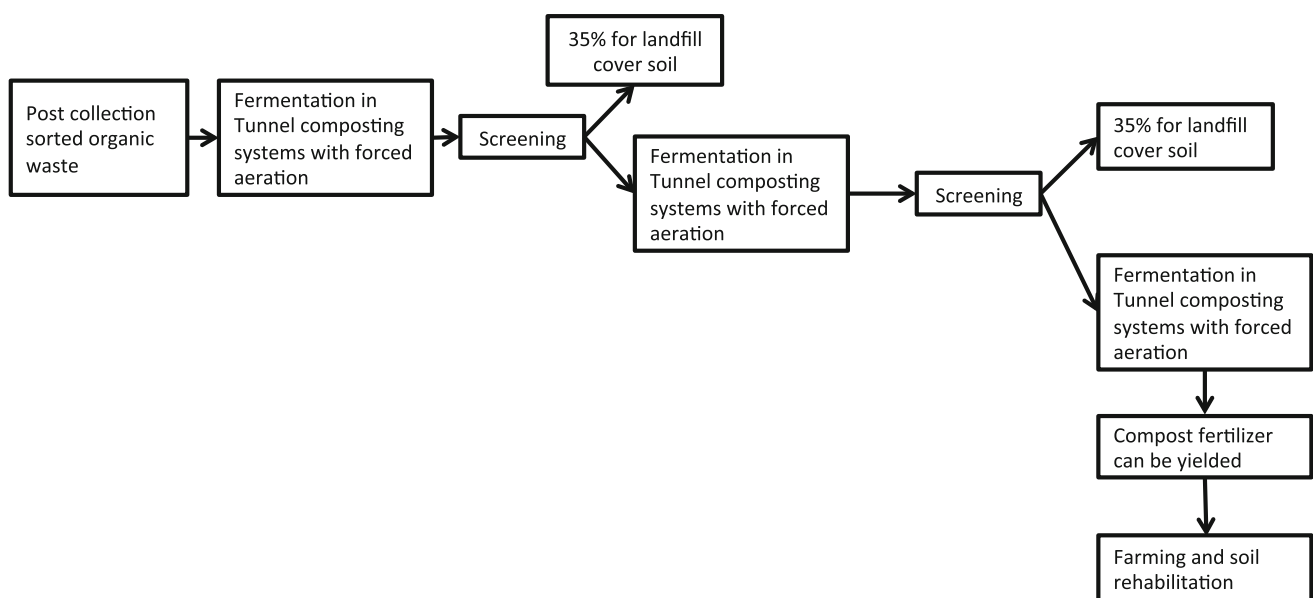 Post collection
sorted organic
waste
Fermentation in
Tunnel composting
systems with forced
aeration
Screening
35% for landfill
cover soil
Fermentation in
Tunnel composting
systems with forced
aeration
Screening
35% for landfill
cover soil
Fermentation in
Tunnel composting
systems with forced
aeration
Compost fertilizer
can be yielded
Farming and soil
rehabilitation